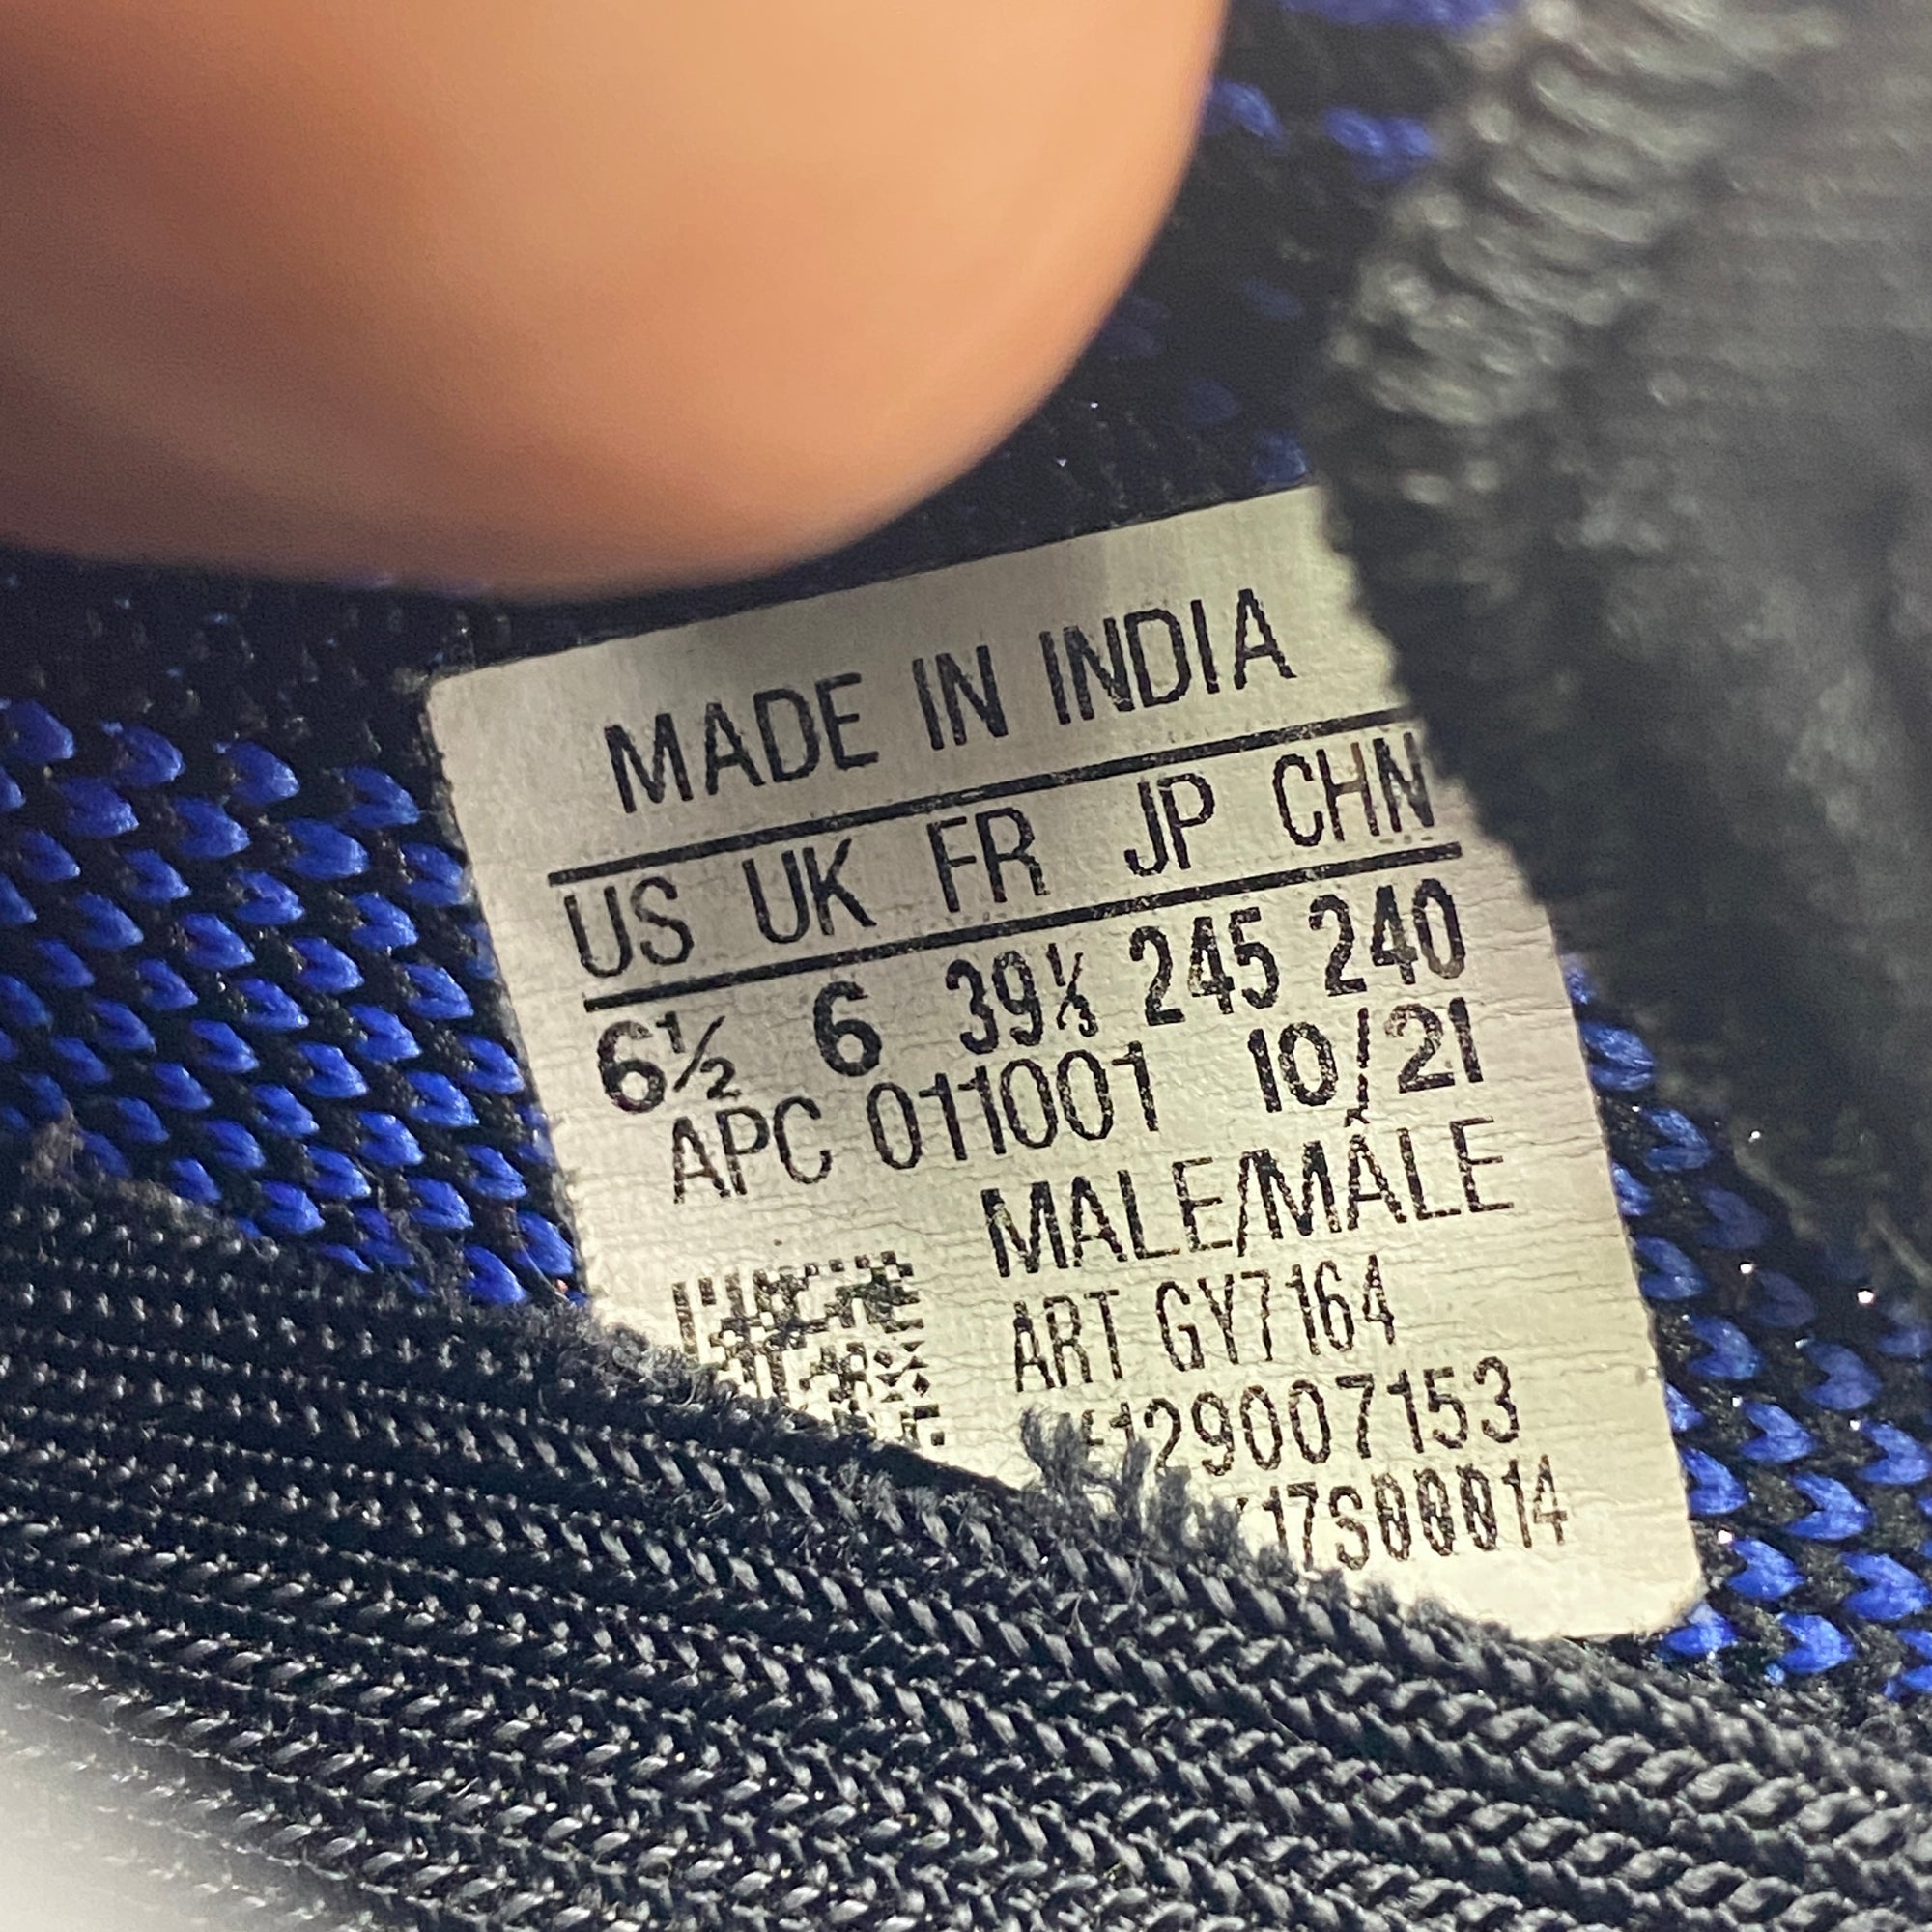 MADE IN INDIA
US UK FR JP CHN
6½ 6 39⅓ 245 240
APC 011001 10/21
MALE/MÂLE
ART GY7164
129007153
17S00014